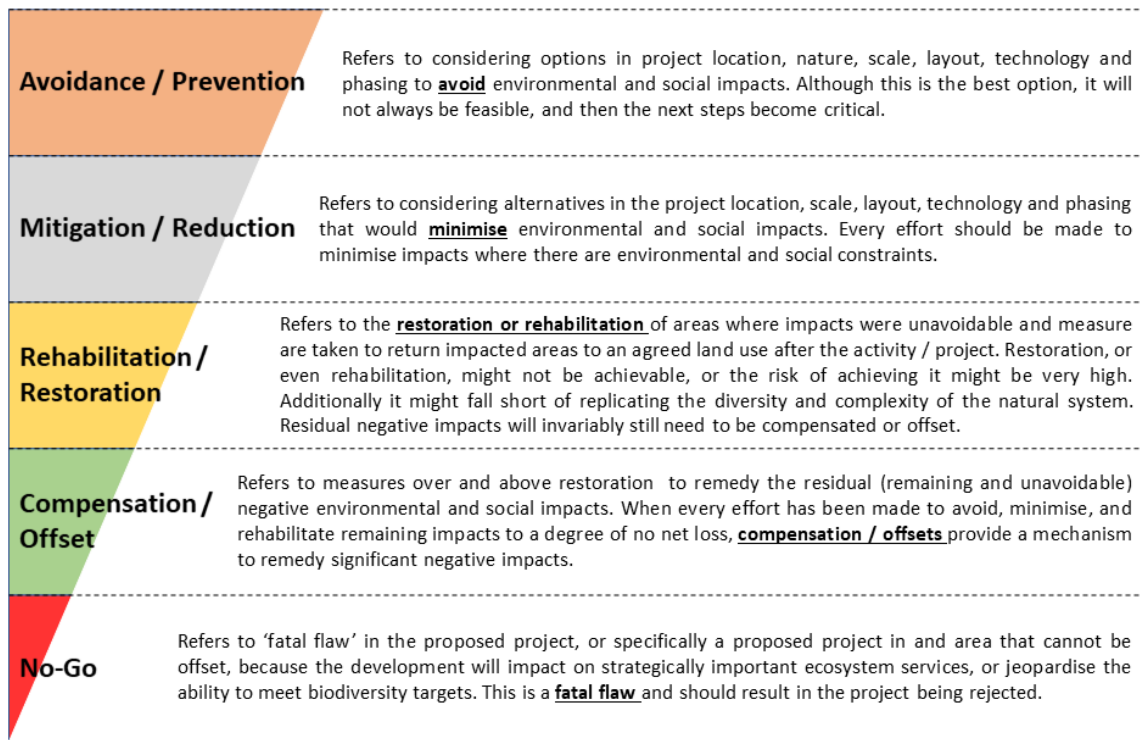 Avoidance / Prevention
Refers to considering options in project location, nature, scale, layout, technology and
phasing to avoid environmental and social impacts. Although this is the best option, it will
not always be feasible, and then the next steps become critical.
Mitigation / Reduction
Refers to considering alternatives in the project location, scale, layout, technology and phasing
that would minimise environmental and social impacts. Every effort should be made to
minimise impacts where there are environmental and social constraints.
Rehabilitation /
Restoration
Refers to the restoration or rehabilitation of areas where impacts were unavoidable and measure
are taken to return impacted areas to an agreed land use after the activity / project. Restoration, or
even rehabilitation, might not be achievable, or the risk of achieving it might be very high.
Additionally it might fall short of replicating the diversity and complexity of the natural system.
Residual negative impacts will invariably still need to be compensated or offset.
Compensation /
Offset
Refers to measures over and above restoration to remedy the residual (remaining and unavoidable)
negative environmental and social impacts. When every effort has been made to avoid, minimise, and
rehabilitate remaining impacts to a degree of no net loss, compensation / offsets provide a mechanism
to remedy significant negative impacts.
No-Go
Refers to ‘fatal flaw’ in the proposed project, or specifically a proposed project in and area that cannot be
offset, because the development will impact on strategically important ecosystem services, or jeopardise the
ability to meet biodiversity targets. This is a fatal flaw and should result in the project being rejected.